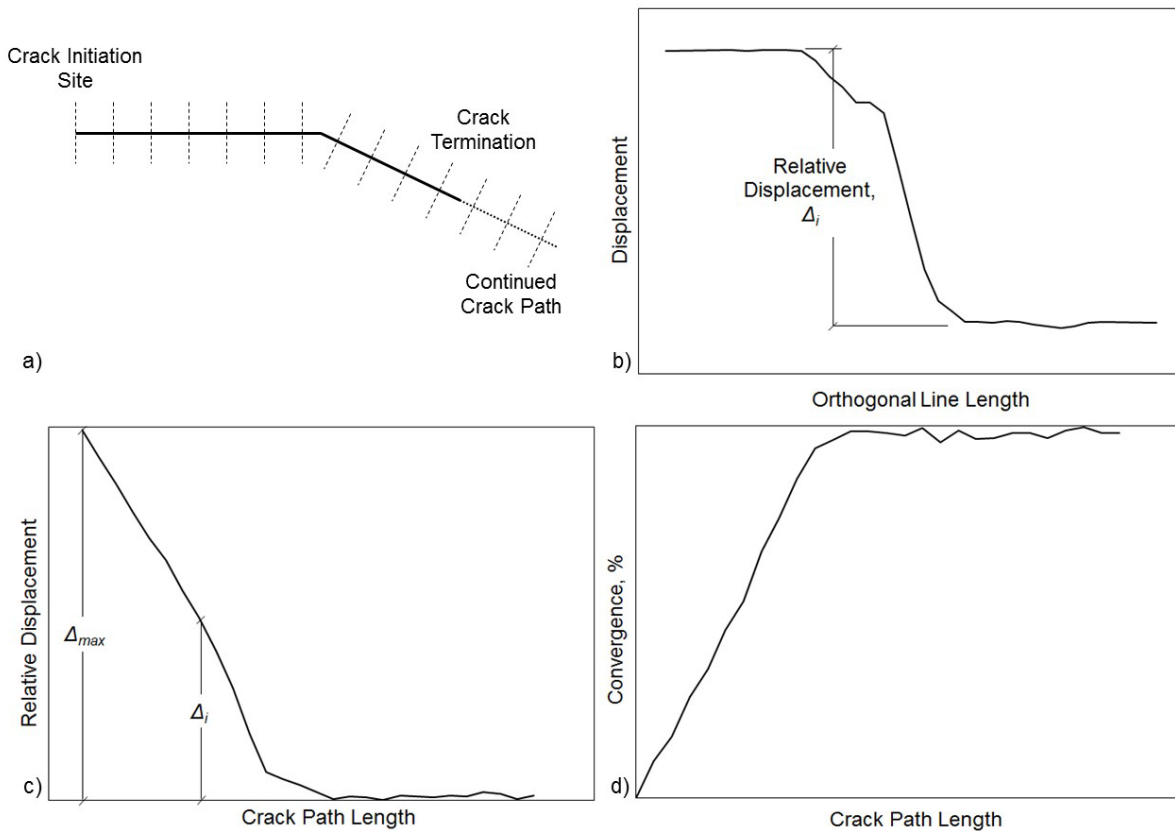 Crack Initiation
Site
Crack
Termination
Continued
Crack Path
a)
Displacement
Relative
Displacement,
Δi
b)
Orthogonal Line Length
Relative Displacement
Δmax
Δi
c)
Crack Path Length
Convergence, %
d)
Crack Path Length